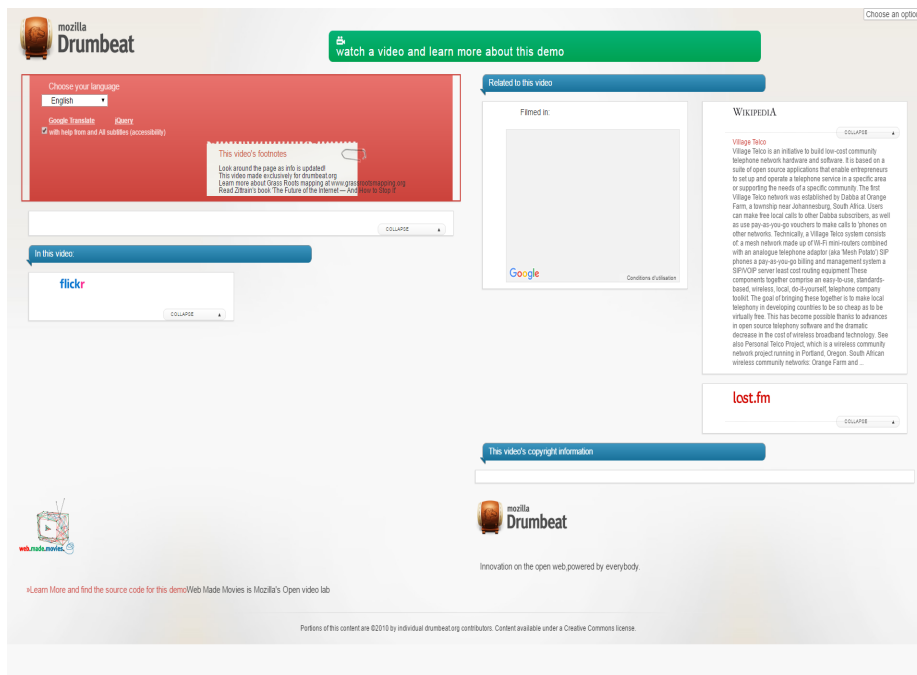 Choose an option
mozilla
Drumbeat
watch a video and learn more about this demo
Choose your language
English
Google Translate jQuery
with help from and All subtitles (accessibility)
This video's footnotes
Look around the page as info is updated!
This video made exclusively for drumbeat.org
Learn more about Grass Roots mapping at www.grassrootsmapping.org
Read Zittrain's book 'The Future of the Internet — And How to Stop It'
COLLAPSE
In this video:
flickr
COLLAPSE
Related to this video
Filmed in:
Google
Conditions d'utilisation
WIKIPEDIA
COLLAPSE
Village Telco
Village Telco is an initiative to build low-cost community
telephone network hardware and software. It is based on a
suite of open source applications that enable entrepreneurs
to set up and operate a telephone service in a specific area
or supporting the needs of a specific community. The first
Village Telco network was established by Dabba at Orange
Farm, a township near Johannesburg, South Africa. Users
can make free local calls to other Dabba subscribers, as well
as use pay-as-you-go vouchers to make calls to 'phones on
other networks. Technically, a Village Telco system consists
of: a mesh network made up of Wi-Fi mini-routers combined
with an analogue telephone adaptor (aka 'Mesh Potato') SIP
phones a pay-as-you-go billing and management system a
SIP/VOIP server least cost routing equipment These
components together comprise an easy-to-use, standards-
based, wireless, local, do-it-yourself, telephone company
toolkit. The goal of bringing these together is to make local
telephony in developing countries to be so cheap as to be
virtually free. This has become possible thanks to advances
in open source telephony software and the dramatic
decrease in the cost of wireless broadband technology. See
also Personal Telco Project, which is a wireless community
network project running in Portland, Oregon. South African
wireless community networks: Orange Farm and ...
lost.fm
COLLAPSE
This video's copyright information
web.made.movies.
mozilla
Drumbeat
Innovation on the open web,powered by everybody.
»Learn More and find the source code for this demoWeb Made Movies is Mozilla's Open video lab
Portions of this content are ©2010 by individual drumbeat.org contributors. Content available under a Creative Commons license.